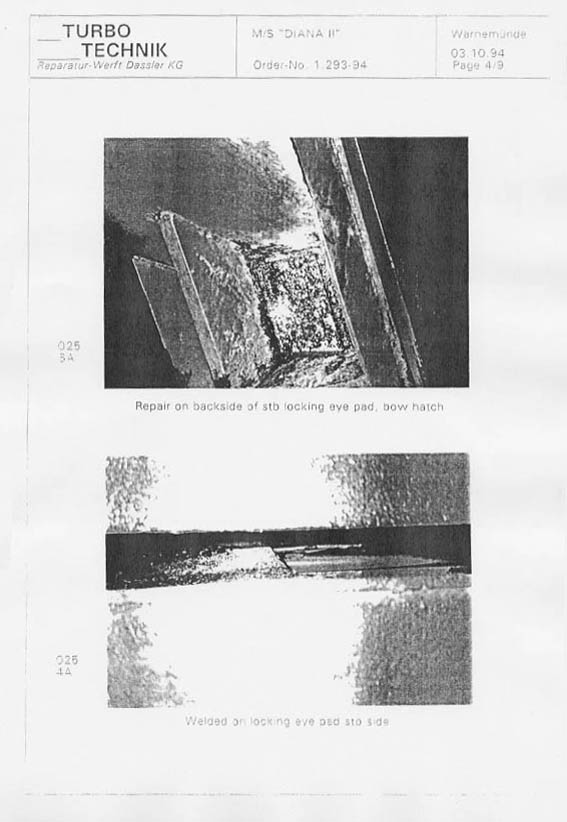 TURBO
TECHNIK
Reparatur-Werft Dassler KG
M/S "DIANA II"
Order-No. 1.293-94
Warnemünde
03.10.94
Page 4/9
025
Repair on backside of stb locking eye pad, bow hatch
025
4A
Welded on locking eye pad stb side